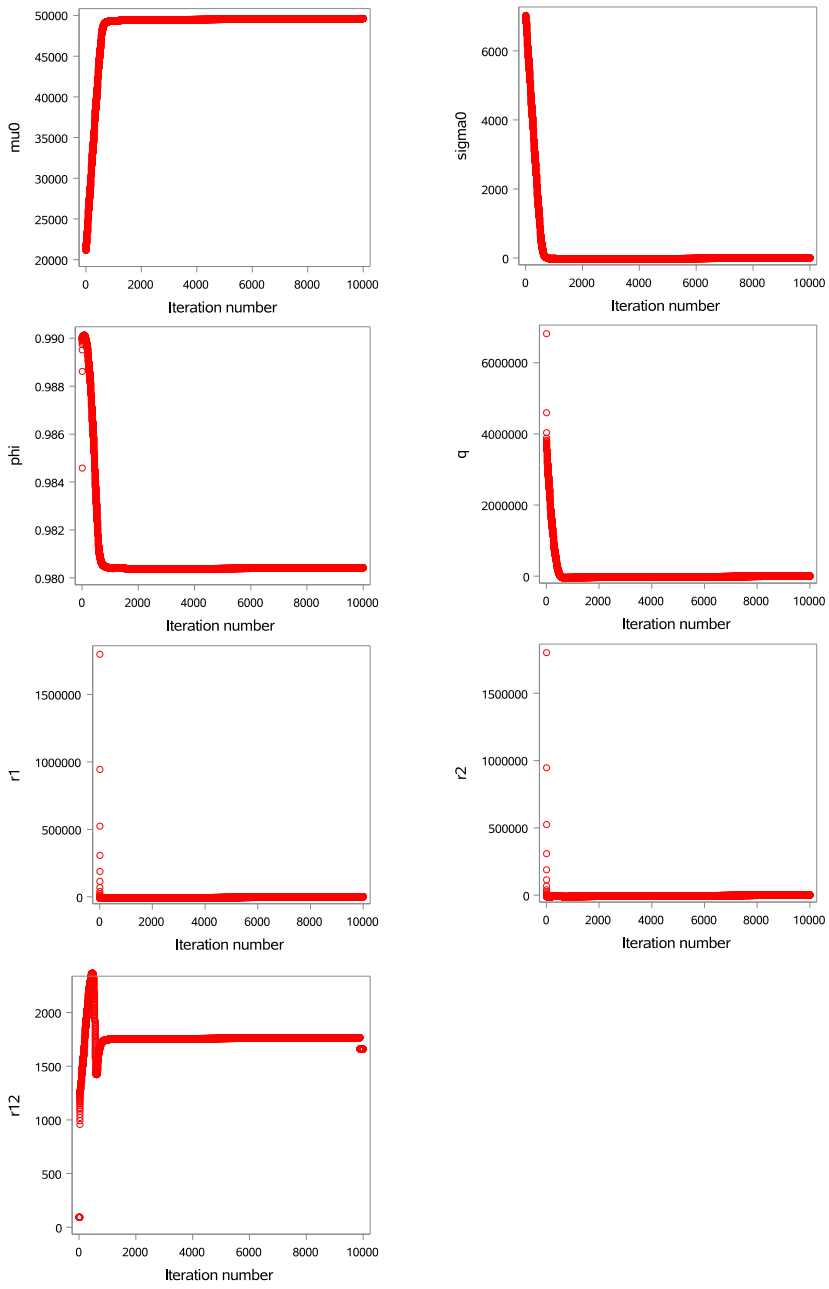 mu0
50000
45000
40000
35000
30000
25000
20000
0 2000 4000 6000 8000 10000
Iteration number
sigma0
6000
4000
2000
0
0 2000 4000 6000 8000 10000
Iteration number
phi
0.990
0.988
0.986
0.984
0.982
0.980
0 2000 4000 6000 8000 10000
Iteration number
q
6000000
4000000
2000000
0
0 2000 4000 6000 8000 10000
Iteration number
r1
1500000
1000000
500000
0
0 2000 4000 6000 8000 10000
Iteration number
r2
1500000
1000000
500000
0
0 2000 4000 6000 8000 10000
Iteration number
r12
2000
1500
1000
500
0
0 2000 4000 6000 8000 10000
Iteration number